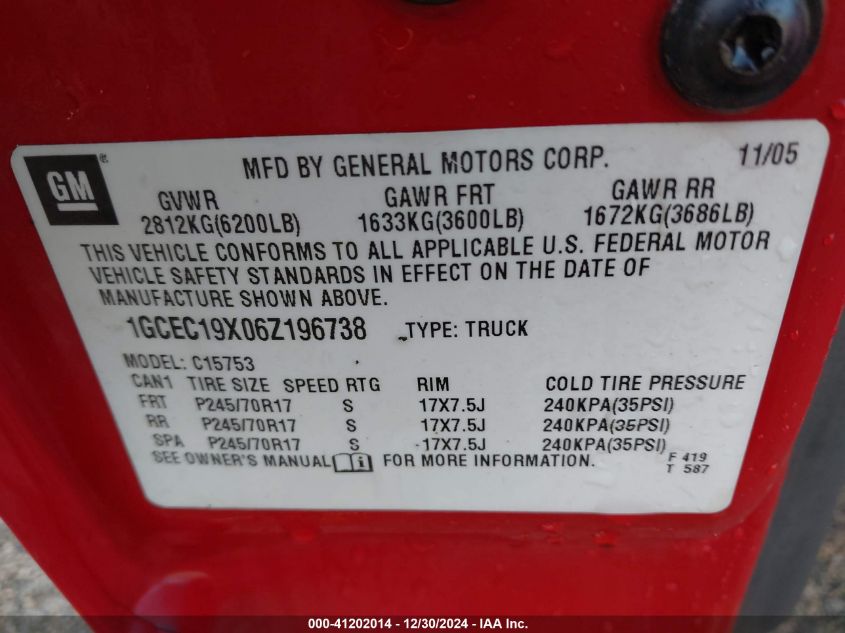 GM ®
MFD BY GENERAL MOTORS CORP. 11/05
GVWR GAWR FRT GAWR RR
2812KG(6200LB) 1633KG(3600LB) 1672KG(3686LB)
THIS VEHICLE CONFORMS TO ALL APPLICABLE U.S. FEDERAL MOTOR
VEHICLE SAFETY STANDARDS IN EFFECT ON THE DATE OF
MANUFACTURE SHOWN ABOVE.
1GCEC19X06Z196738 TYPE: TRUCK
MODEL: C15753
CAN1 TIRE SIZE SPEED RTG RIM COLD TIRE PRESSURE
FRT P245/70R17 S 17X7.5J 240KPA(35PSI)
RR P245/70R17 S 17X7.5J 240KPA(35PSI)
SPA P245/70R17 S 17X7.5J 240KPA(35PSI)
SEE OWNER'S MANUAL i FOR MORE INFORMATION.
F 419
T 587
000-41202014 - 12/30/2024 - IAA Inc.